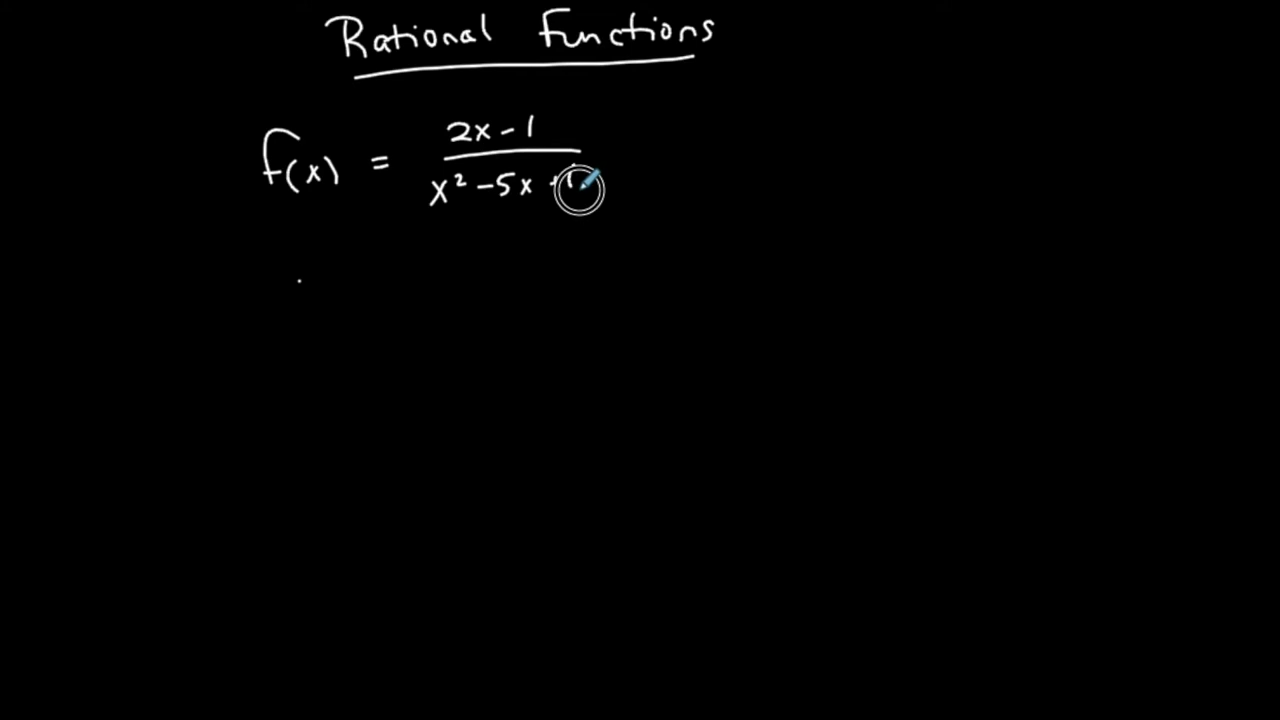 Rational Functions
f(x) = 2x - 1
x² - 5x +